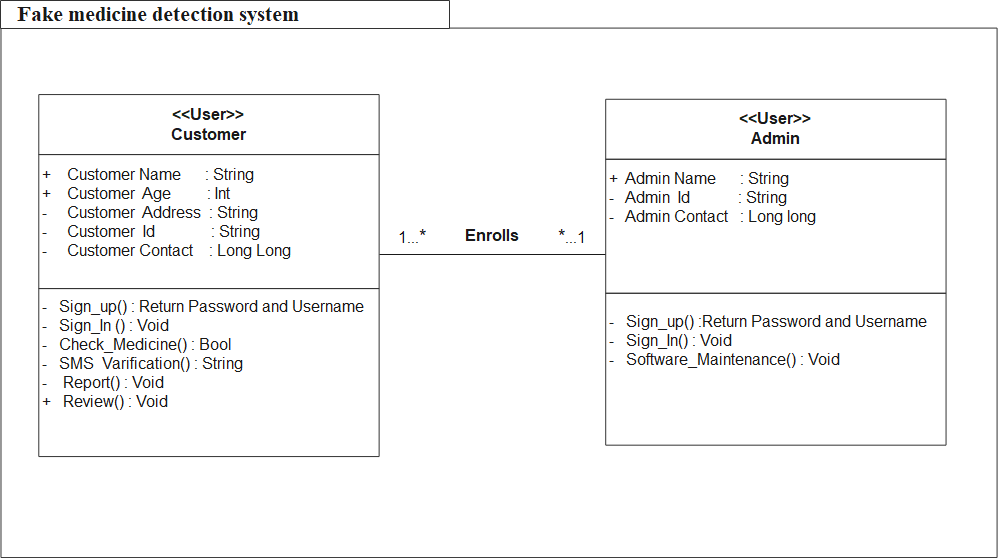 Fake medicine detection system
<<User>>
Customer
+ Customer Name : String
+ Customer Age : Int
- Customer Address : String
- Customer Id : String
- Customer Contact : Long Long
- Sign_up() : Return Password and Username
- Sign_In () : Void
- Check_Medicine() : Bool
- SMS Varification() : String
- Report() : Void
+ Review() : Void
1...* Enrolls *...1
<<User>>
Admin
+ Admin Name : String
- Admin Id : String
- Admin Contact : Long long
- Sign_up() :Return Password and Username
- Sign_In() : Void
- Software_Maintenance() : Void